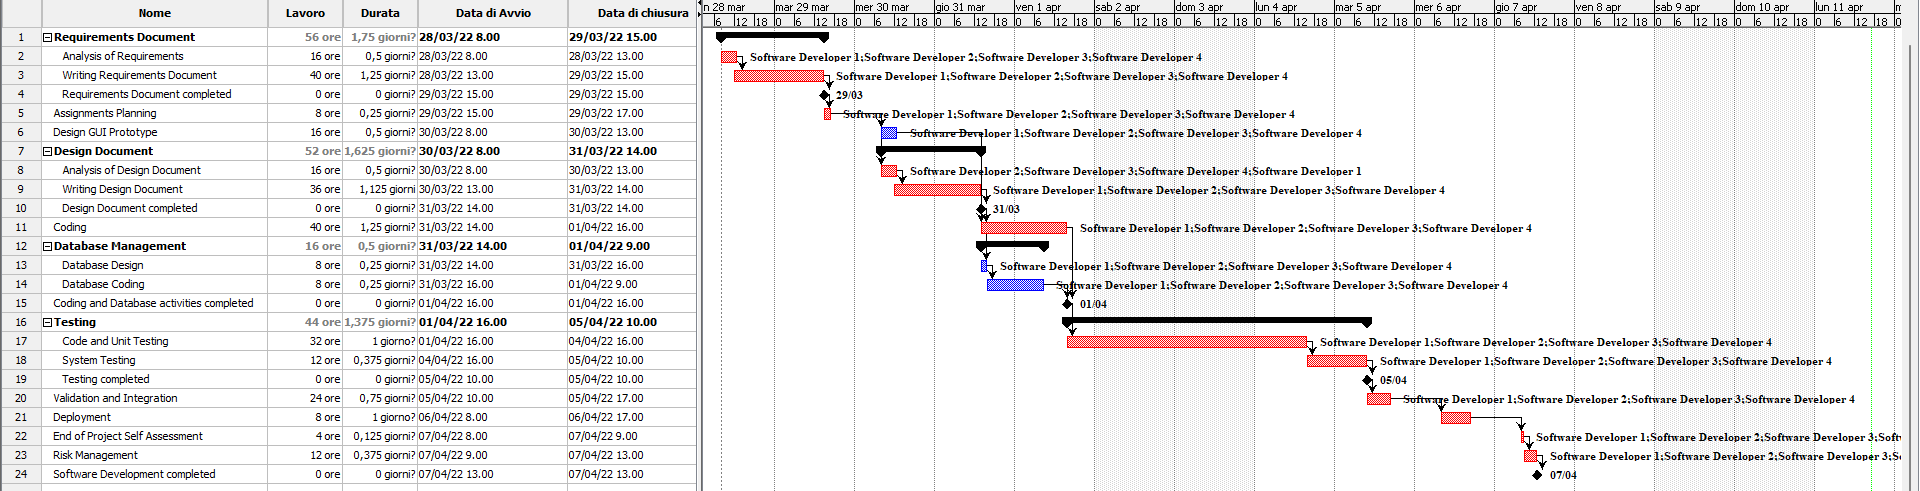 Nome Lavoro Durata Data di Avvio Data di chiusura
n 28 mar mar 29 mar mer 30 mar gio 31 mar ven 1 apr sab 2 apr dom 3 apr lun 4 apr mar 5 apr mer 6 apr gio 7 apr ven 8 apr sab 9 apr dom 10 apr lun 11 apr
6 12 18 0 6 12 18 0 6 12 18 0 6 12 18 0 6 12 18 0 6 12 18 0 6 12 18 0 6 12 18 0 6 12 18 0 6 12 18 0 6 12 18 0 6 12 18 0 6 12 18 0 6 12 18 0 6 12 18 0
1 Requirements Document 56 ore 1,75 giorni? 28/03/22 8.00 29/03/22 15.00
2 Analysis of Requirements 16 ore 0,5 giorni? 28/03/22 8.00 28/03/22 13.00 Software Developer 1;Software Developer 2;Software Developer 3;Software Developer 4
3 Writing Requirements Document 40 ore 1,25 giorni? 28/03/22 13.00 29/03/22 15.00 Software Developer 1;Software Developer 2;Software Developer 3;Software Developer 4
4 Requirements Document completed 0 ore 0 giorni? 29/03/22 15.00 29/03/22 15.00 29/03
5 Assignments Planning 8 ore 0,25 giorni? 29/03/22 15.00 29/03/22 17.00 Software Developer 1;Software Developer 2;Software Developer 3;Software Developer 4
6 Design GUI Prototype 16 ore 0,5 giorni? 30/03/22 8.00 30/03/22 13.00 Software Developer 1;Software Developer 2;Software Developer 3;Software Developer 4
7 Design Document 52 ore 1,625 giorni? 30/03/22 8.00 31/03/22 14.00
8 Analysis of Design Document 16 ore 0,5 giorni? 30/03/22 8.00 30/03/22 13.00 Software Developer 2;Software Developer 3;Software Developer 4;Software Developer 1
9 Writing Design Document 36 ore 1,125 giorni 30/03/22 13.00 31/03/22 14.00 Software Developer 1;Software Developer 2;Software Developer 3;Software Developer 4
10 Design Document completed 0 ore 0 giorni? 31/03/22 14.00 31/03/22 14.00 31/03
11 Coding 40 ore 1,25 giorni? 31/03/22 14.00 01/04/22 16.00 Software Developer 1;Software Developer 2;Software Developer 3;Software Developer 4
12 Database Management 16 ore 0,5 giorni? 31/03/22 14.00 01/04/22 9.00
13 Database Design 8 ore 0,25 giorni? 31/03/22 14.00 31/03/22 16.00 Software Developer 1;Software Developer 2;Software Developer 3;Software Developer 4
14 Database Coding 8 ore 0,25 giorni? 31/03/22 16.00 01/04/22 9.00 Software Developer 1;Software Developer 2;Software Developer 3;Software Developer 4
15 Coding and Database activities completed 0 ore 0 giorni? 01/04/22 16.00 01/04/22 16.00 01/04
16 Testing 44 ore 1,375 giorni? 01/04/22 16.00 05/04/22 10.00
17 Code and Unit Testing 32 ore 1 giorno? 01/04/22 16.00 04/04/22 16.00 Software Developer 1;Software Developer 2;Software Developer 3;Software Developer 4
18 System Testing 12 ore 0,375 giorni? 04/04/22 16.00 05/04/22 10.00 Software Developer 1;Software Developer 2;Software Developer 3;Software Developer 4
19 Testing completed 0 ore 0 giorni? 05/04/22 10.00 05/04/22 10.00 05/04
20 Validation and Integration 24 ore 0,75 giorni? 05/04/22 10.00 05/04/22 17.00 Software Developer 1;Software Developer 2;Software Developer 3;Software Developer 4
21 Deployment 8 ore 1 giorno? 06/04/22 8.00 06/04/22 17.00
22 End of Project Self Assessment 4 ore 0,125 giorni? 07/04/22 8.00 07/04/22 9.00 Software Developer 1;Software Developer 2;Software Developer 3;Softw
23 Risk Management 12 ore 0,375 giorni? 07/04/22 9.00 07/04/22 13.00 Software Developer 1;Software Developer 2;Software Developer 3;So
24 Software Development completed 0 ore 0 giorni? 07/04/22 13.00 07/04/22 13.00 07/04